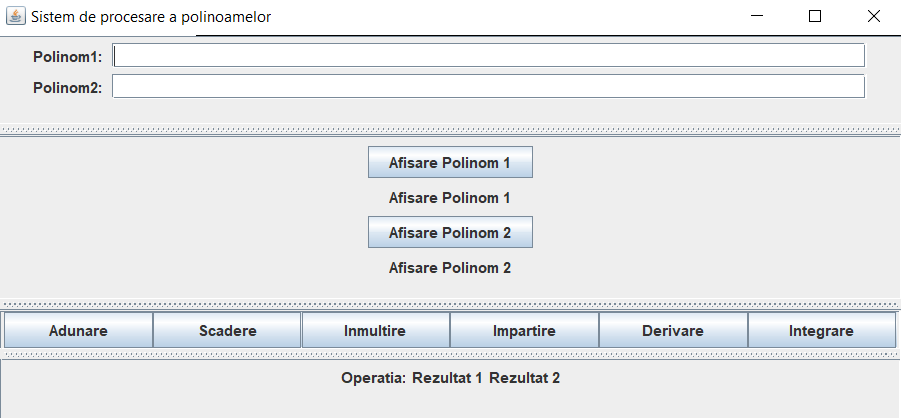 Sistem de procesare a polinoamelor
Polinom1:
Polinom2:
Afisare Polinom 1
Afisare Polinom 1
Afisare Polinom 2
Afisare Polinom 2
Adunare Scadere Inmultire Impartire Derivare Integrare
Operatia: Rezultat 1 Rezultat 2